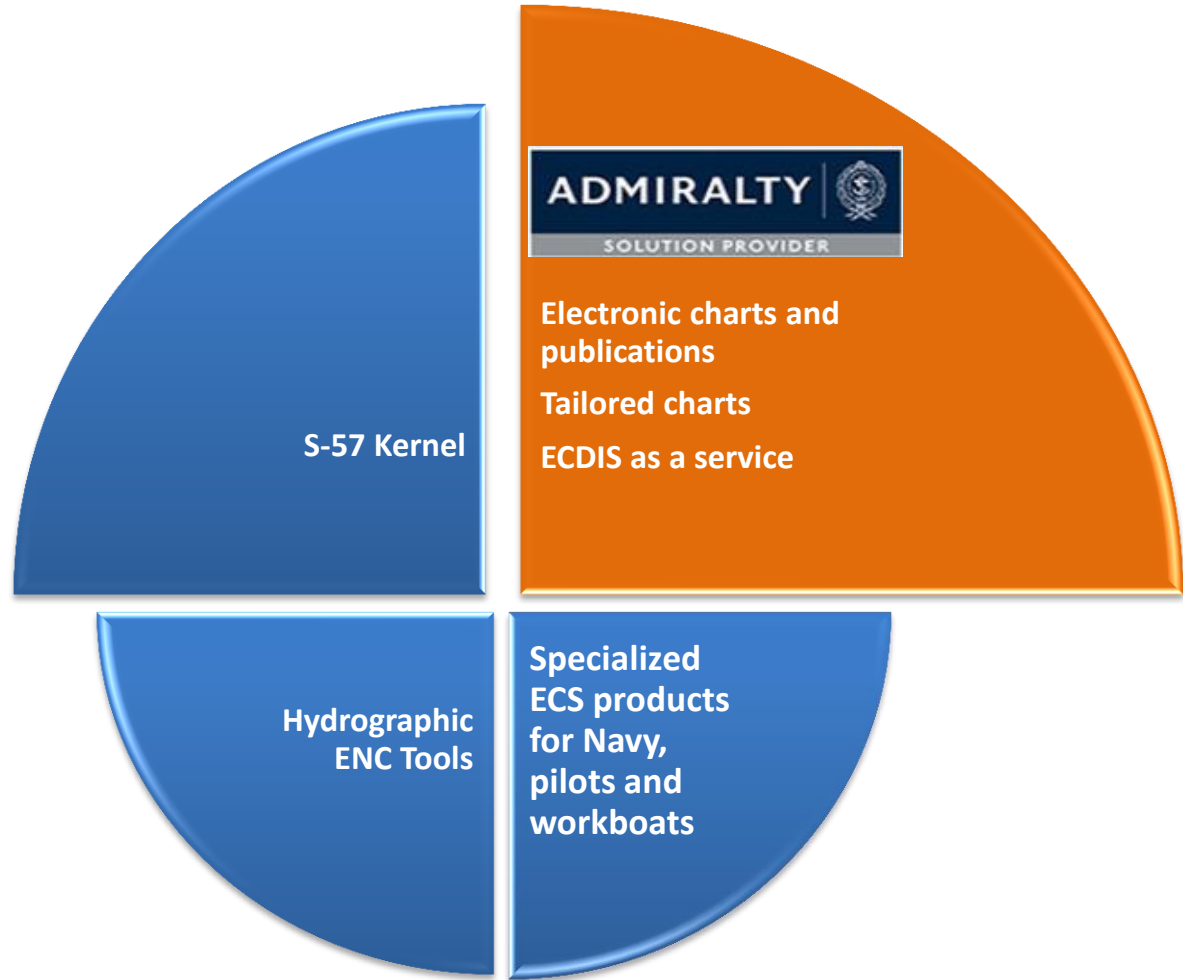 ADMIRALTY
SOLUTION PROVIDER
Electronic charts and
publications
Tailored charts
ECDIS as a service
S-57 Kernel
Hydrographic
ENC Tools
Specialized
ECS products
for Navy,
pilots and
workboats